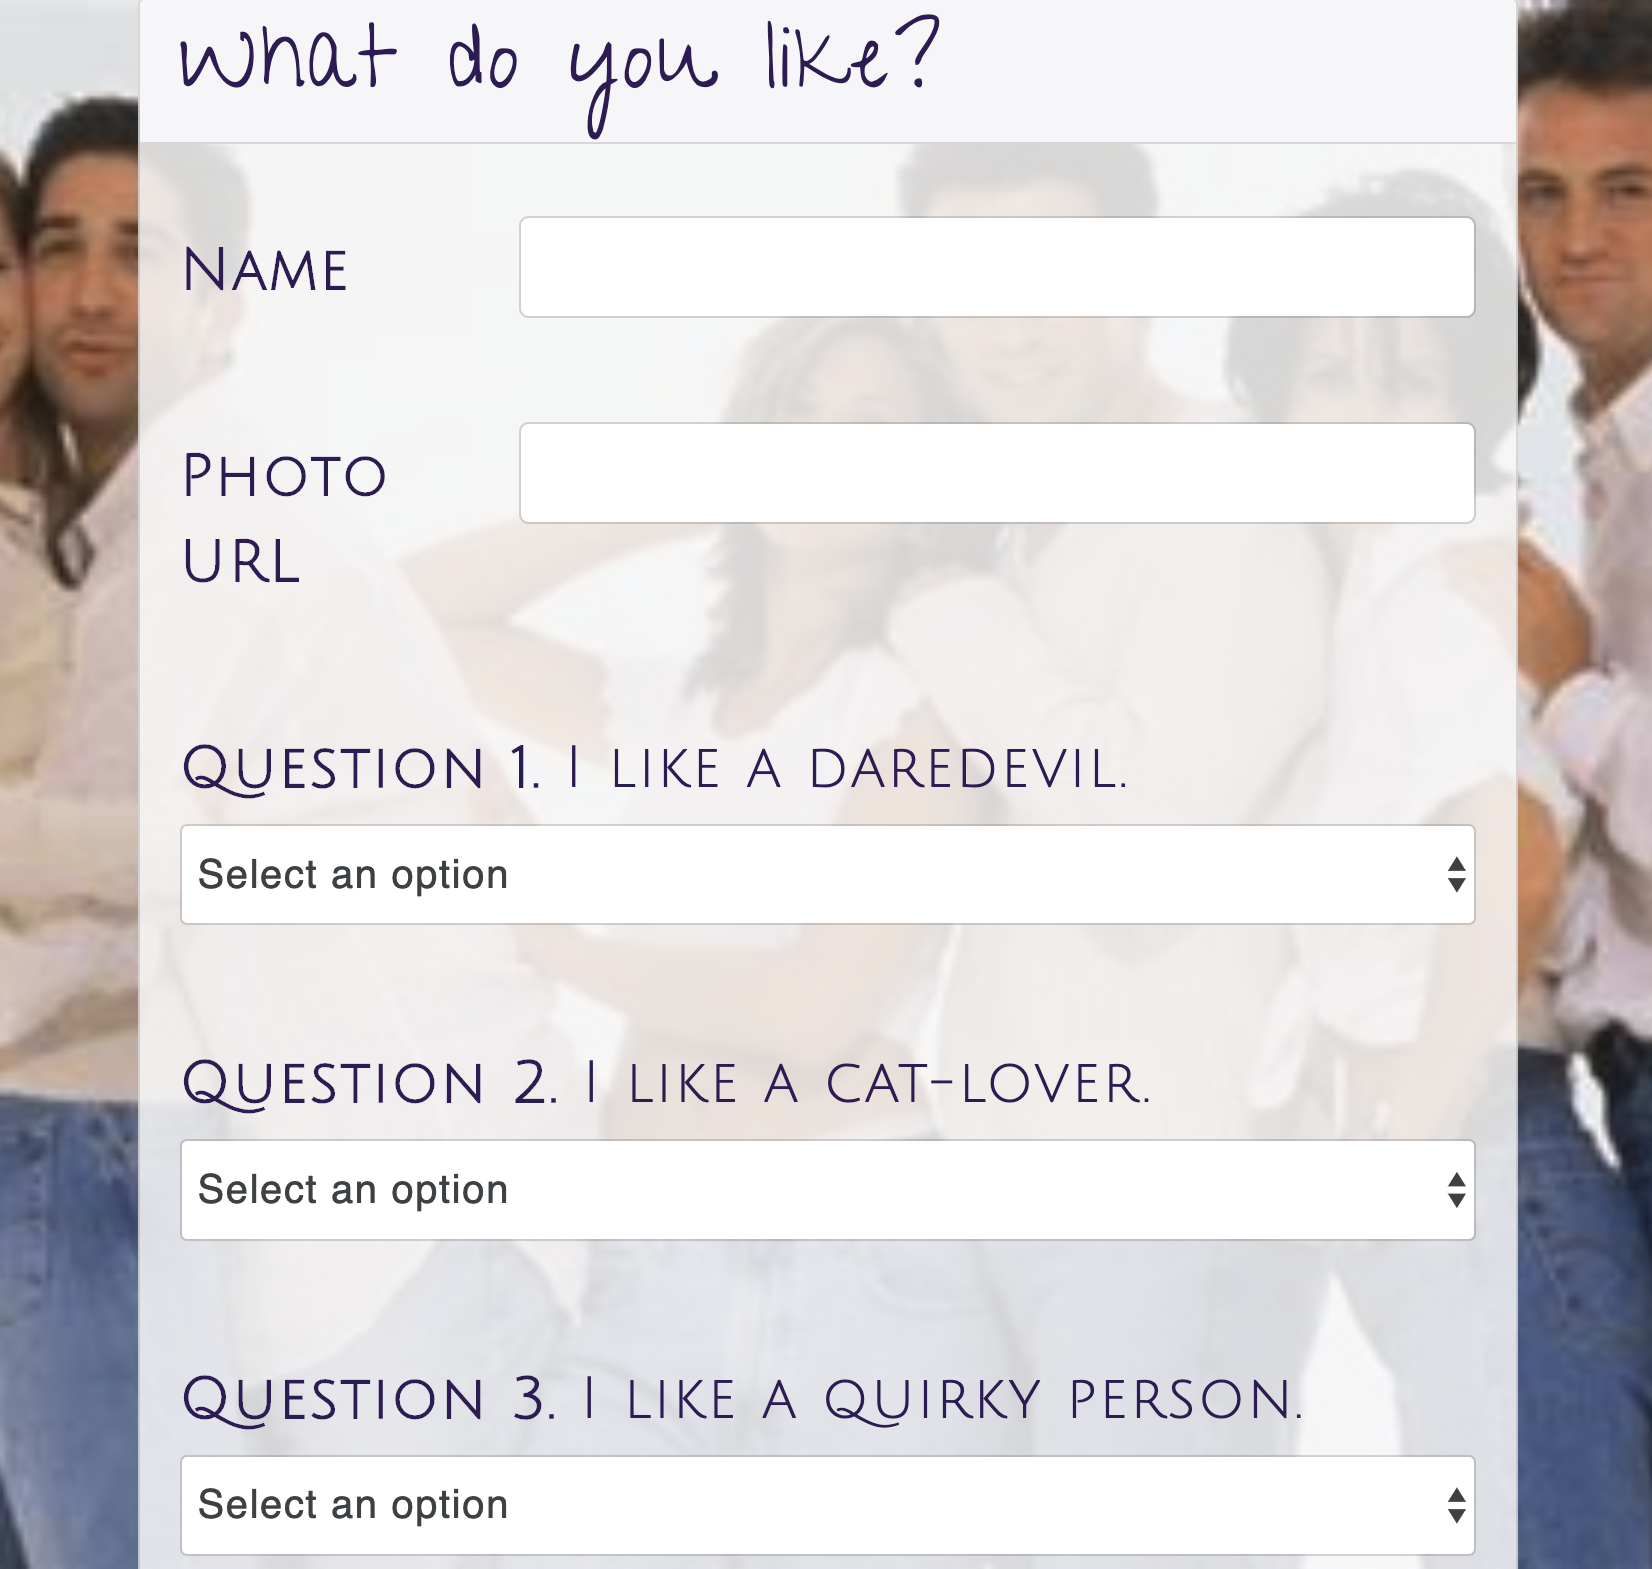 What do you like?
Name
Photo
URL
Question 1. I like a daredevil.
Select an option
Question 2. I like a cat-lover.
Select an option
Question 3. I like a quirky person.
Select an option